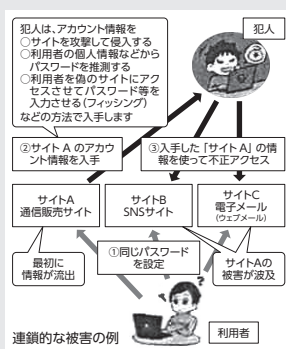 犯人は、アカウント情報を
○サイトを攻撃して侵入する
○利用者の個人情報などから
パスワードを推測する
○利用者を偽のサイトにアク
セスさせてパスワード等を
入力させる(フィッシング)
などの方法で入手します
犯人
②サイト A のアカウ
ント情報を入手
③入手した「サイトA」の情
報を使って不正アクセス
サイトA
通信販売サイト
サイトB
SNSサイト
サイトC
電子メール
(ウェブメール)
最初に
情報が流出
①同じパスワード
を設定
サイトAの
被害が波及
連鎖的な被害の例
利用者